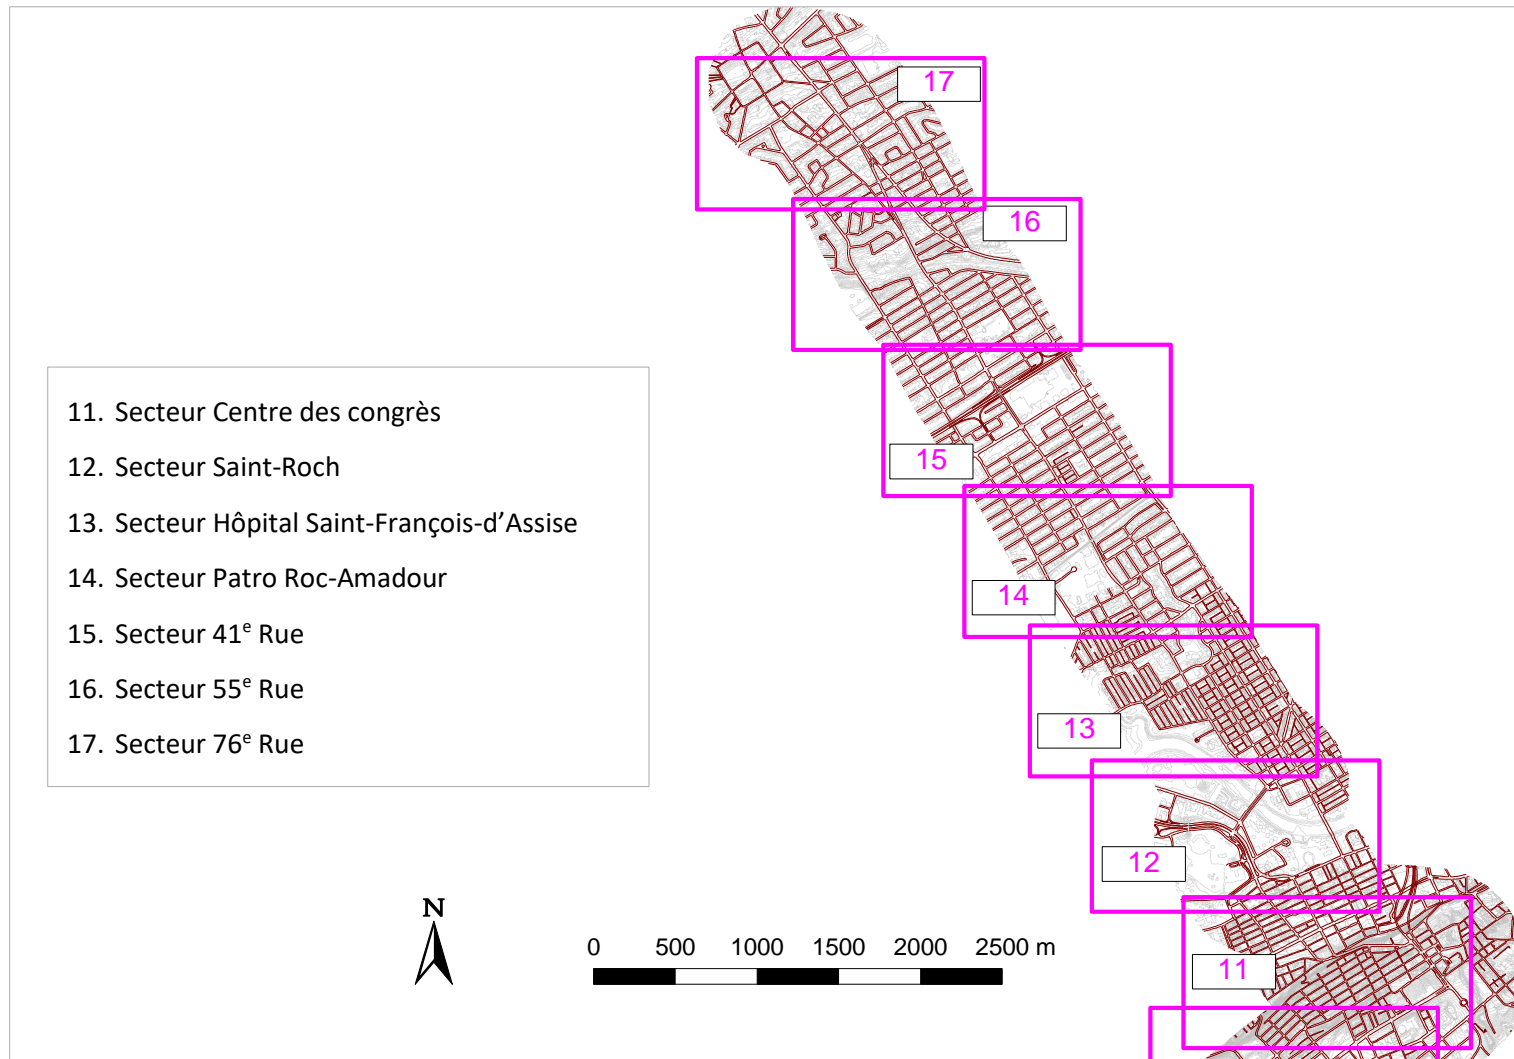 17
16
11. Secteur Centre des congrès
12. Secteur Saint-Roch
13. Secteur Hôpital Saint-François-d’Assise
14. Secteur Patro Roc-Amadour
15. Secteur 41e Rue
16. Secteur 55e Rue
17. Secteur 76e Rue
15
14
13
12
11
N
0 500 1000 1500 2000 2500 m